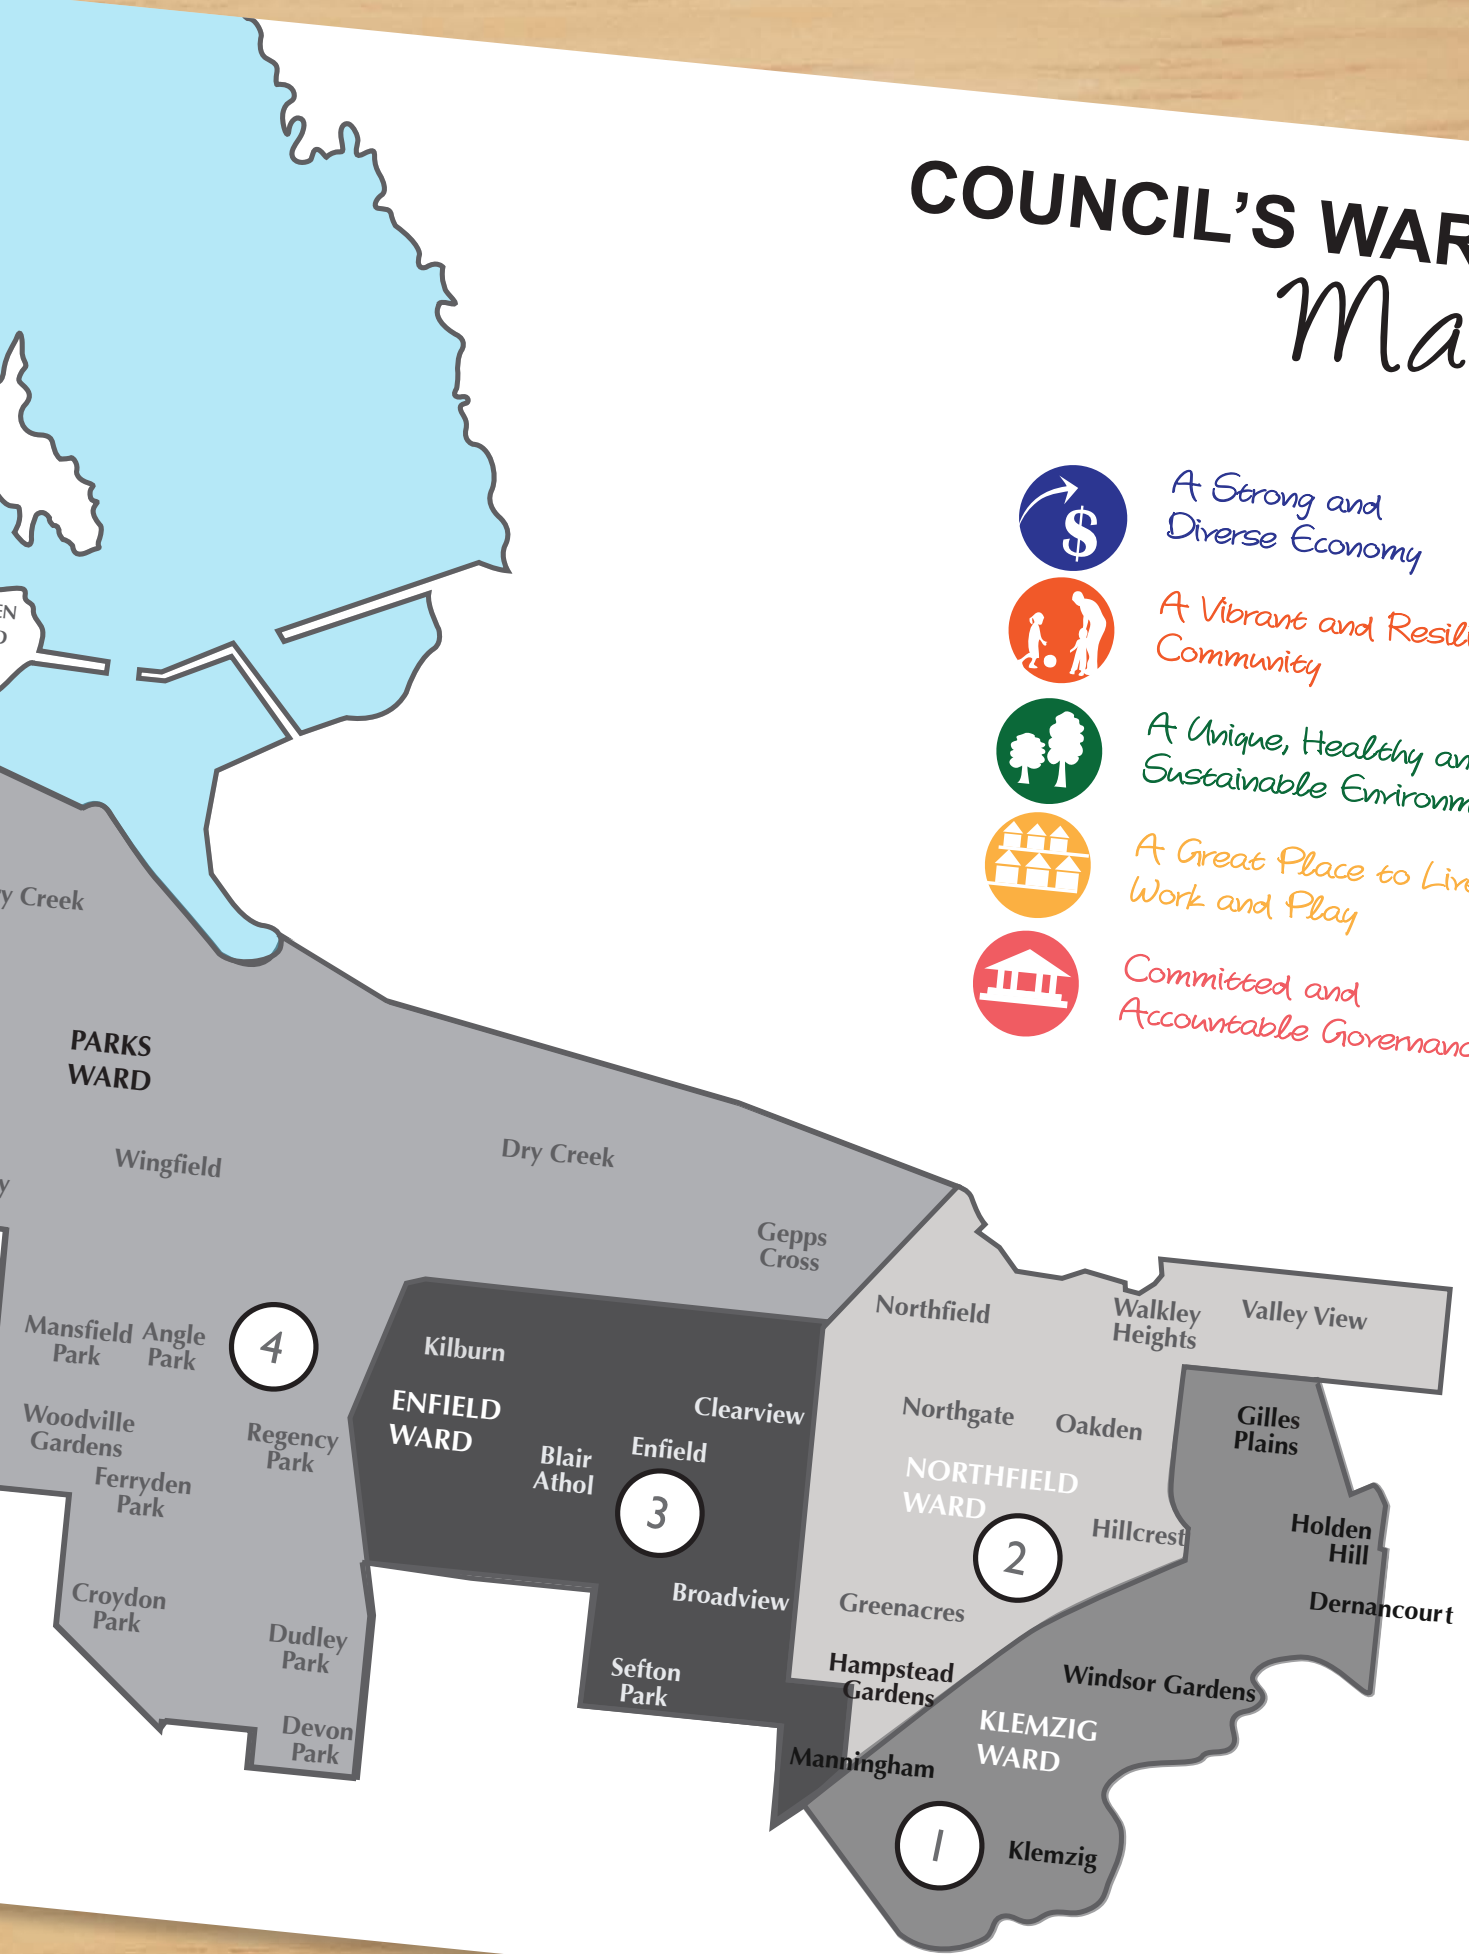 COUNCIL'S WAR
Ma
A Strong and
Diverse Economy
A Vibrant and Resili
Community
A Unique, Healthy an
Sustainable Environm
A Great Place to Live
Work and Play
Committed and
Accountable Governanc
EN
D
y Creek
PARKS
WARD
Wingfield
Dry Creek
y
Gepps
Cross
Mansfield
Park
Angle
Park
4
Woodville
Gardens
Regency
Park
Ferryden
Park
Croydon
Park
Dudley
Park
Devon
Park
Kilburn
ENFIELD
WARD
Clearview
Blair
Athol
Enfield
3
Broadview
Sefton
Park
Northfield
Walkley
Heights
Valley View
Northgate
Oakden
NORTHFIELD
WARD
Hillcrest
2
Greenacres
Hampstead
Gardens
Gilles
Plains
Holden
Hill
Dernancourt
Windsor Gardens
KLEMZIG
WARD
Manningham
1
Klemzig